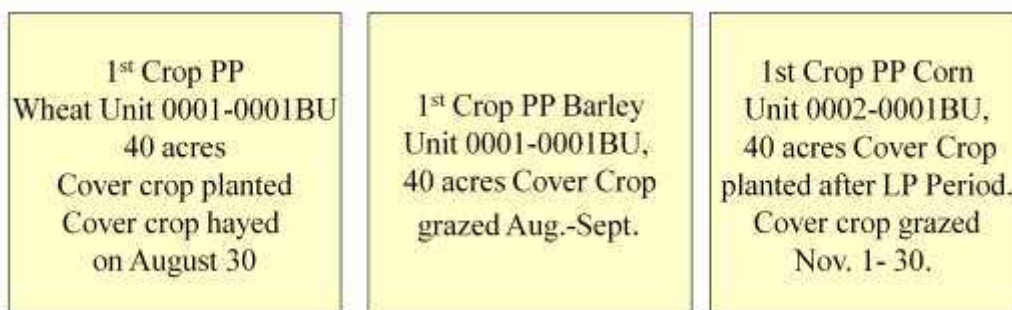 1st Crop PP
Wheat Unit 0001-0001BU
40 acres
Cover crop planted
Cover crop hayed
on August 30
1st Crop PP Barley
Unit 0001-0001BU,
40 acres Cover Crop
grazed Aug.-Sept.
1st Crop PP Corn
Unit 0002-0001BU,
40 acres Cover Crop
planted after LP Period.
Cover crop grazed
Nov. 1- 30.